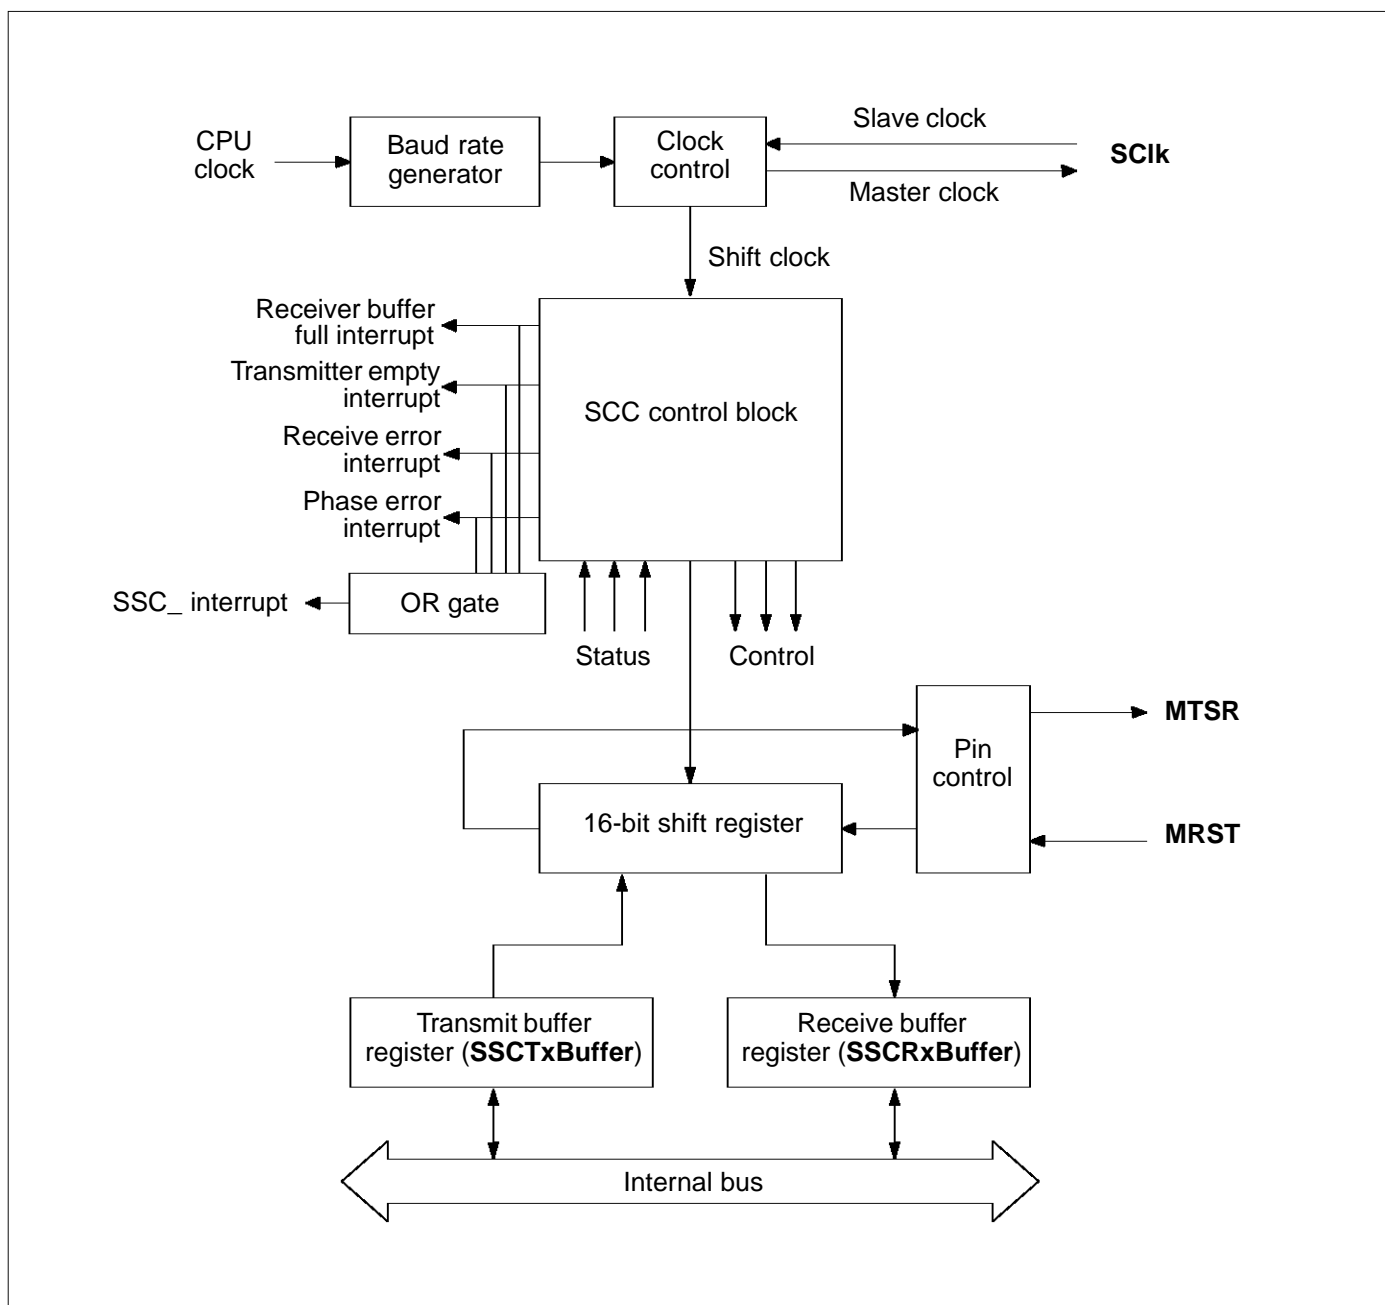 CPU
clock
Baud rate
generator
Clock
control
Slave clock
Master clock
SClk
Shift clock
Receiver buffer
full interrupt
Transmitter empty
interrupt
Receive error
interrupt
Phase error
interrupt
SCC control block
SSC_ interrupt
OR gate
Status
Control
Pin
control
MTSR
MRST
16-bit shift register
Transmit buffer
register (SSCTxBuffer)
Receive buffer
register (SSCRxBuffer)
Internal bus